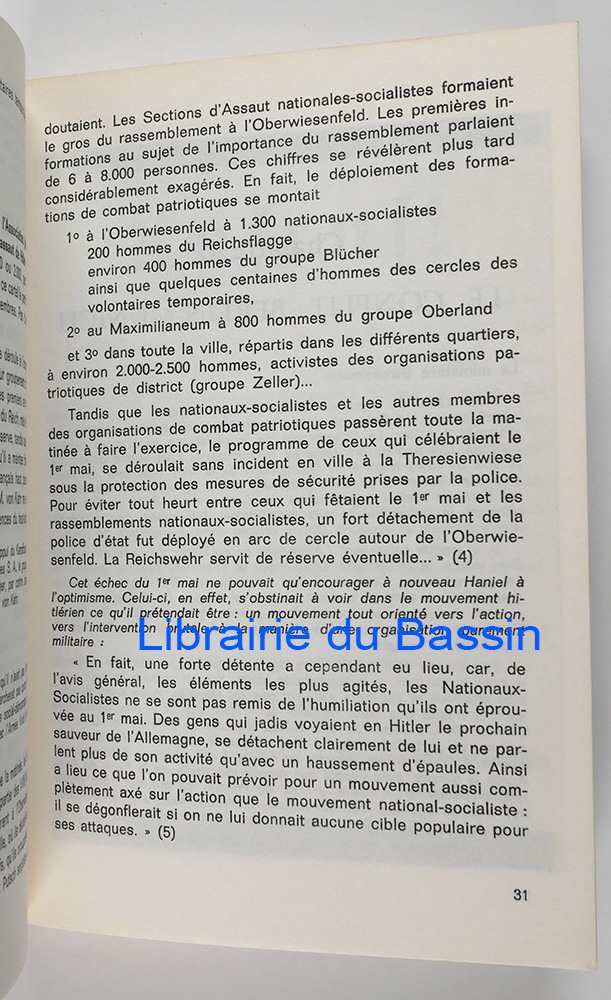 doutaient. Les Sections d'Assaut nationales-socialistes formaient
le gros du rassemblement à l'Oberwiesenfeld. Les premières in-
formations au sujet de l'importance du rassemblement parlaient
de 6 à 8.000 personnes. Ces chiffres se révélèrent plus tard
considérablement exagérés. En fait, le déploiement des forma-
tions de combat patriotiques se montait
1º à l'Oberwiesenfeld à 1.300 nationaux-socialistes
200 hommes du Reichsflagge
environ 400 hommes du groupe Blücher
ainsi que quelques centaines d'hommes des cercles des
volontaires temporaires,
2º au Maximilianeum à 800 hommes du groupe Oberland
et 3º dans toute la ville, répartis dans les différents quartiers,
à environ 2.000-2.500 hommes, activistes des organisations pa-
triotiques de district (groupe Zeller)...
Tandis que les nationaux-socialistes et les autres membres
des organisations de combat patriotiques passèrent toute la ma-
tinée à faire l'exercice, le programme de ceux qui célébraient le
1er mai, se déroulait sans incident en ville à la Theresienwiese
sous la protection des mesures de sécurité prises par la police.
Pour éviter tout heurt entre ceux qui fêtaient le 1er mai et les
rassemblements nationaux-socialistes, un fort détachement de la
police d'état fut déployé en arc de cercle autour de l'Oberwie-
senfeld. La Reichswehr servit de réserve éventuelle... » (4)
Cet échec du 1er mai ne pouvait qu'encourager à nouveau Haniel à
l'optimisme. Celui-ci, en effet, s'obstinait à voir dans le mouvement hi-
tlérien ce qu'il prétendait être : un mouvement tout orienté vers l'action,
vers l'intervention brutale à la manière d'une organisation purement
militaire :
Librairie du Bassin
« En fait, une forte détente a cependant eu lieu, car, de
l'avis général, les éléments les plus agités, les Nationaux-
Socialistes ne se sont pas remis de l'humiliation qu'ils ont éprou-
vée au 1er mai. Des gens qui jadis voyaient en Hitler le prochain
sauveur de l'Allemagne, se détachent clairement de lui et ne par-
lent plus de son activité qu'avec un haussement d'épaules. Ainsi
a lieu ce que l'on pouvait prévoir pour un mouvement aussi com-
plètement axé sur l'action que le mouvement national-socialiste :
il se dégonflerait si on ne lui donnait aucune cible populaire pour
ses attaques. » (5)
31